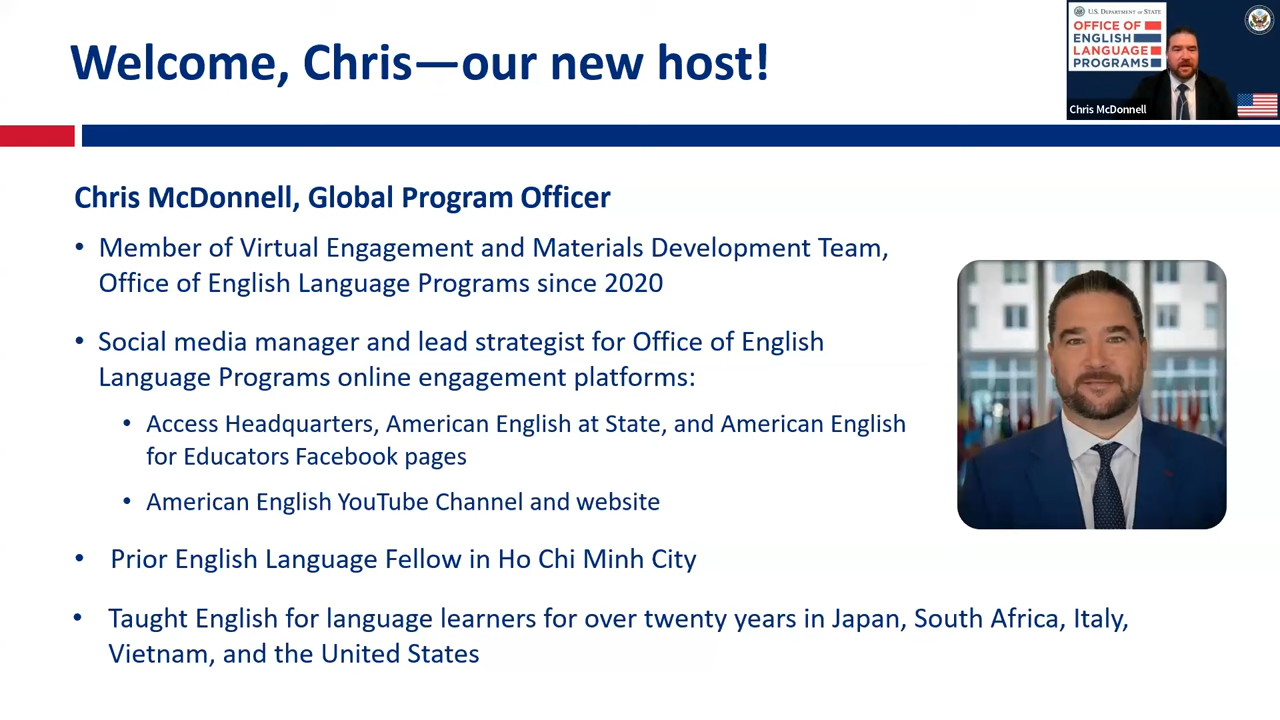 Welcome, Chris—our new host!
U.S. DEPARTMENT OF STATE
OFFICE OF
ENGLISH
LANGUAGE
PROGRAMS
Chris McDonnell
Chris McDonnell, Global Program Officer
• Member of Virtual Engagement and Materials Development Team,
Office of English Language Programs since 2020
• Social media manager and lead strategist for Office of English
Language Programs online engagement platforms:
• Access Headquarters, American English at State, and American English
for Educators Facebook pages
• American English YouTube Channel and website
• Prior English Language Fellow in Ho Chi Minh City
• Taught English for language learners for over twenty years in Japan, South Africa, Italy,
Vietnam, and the United States